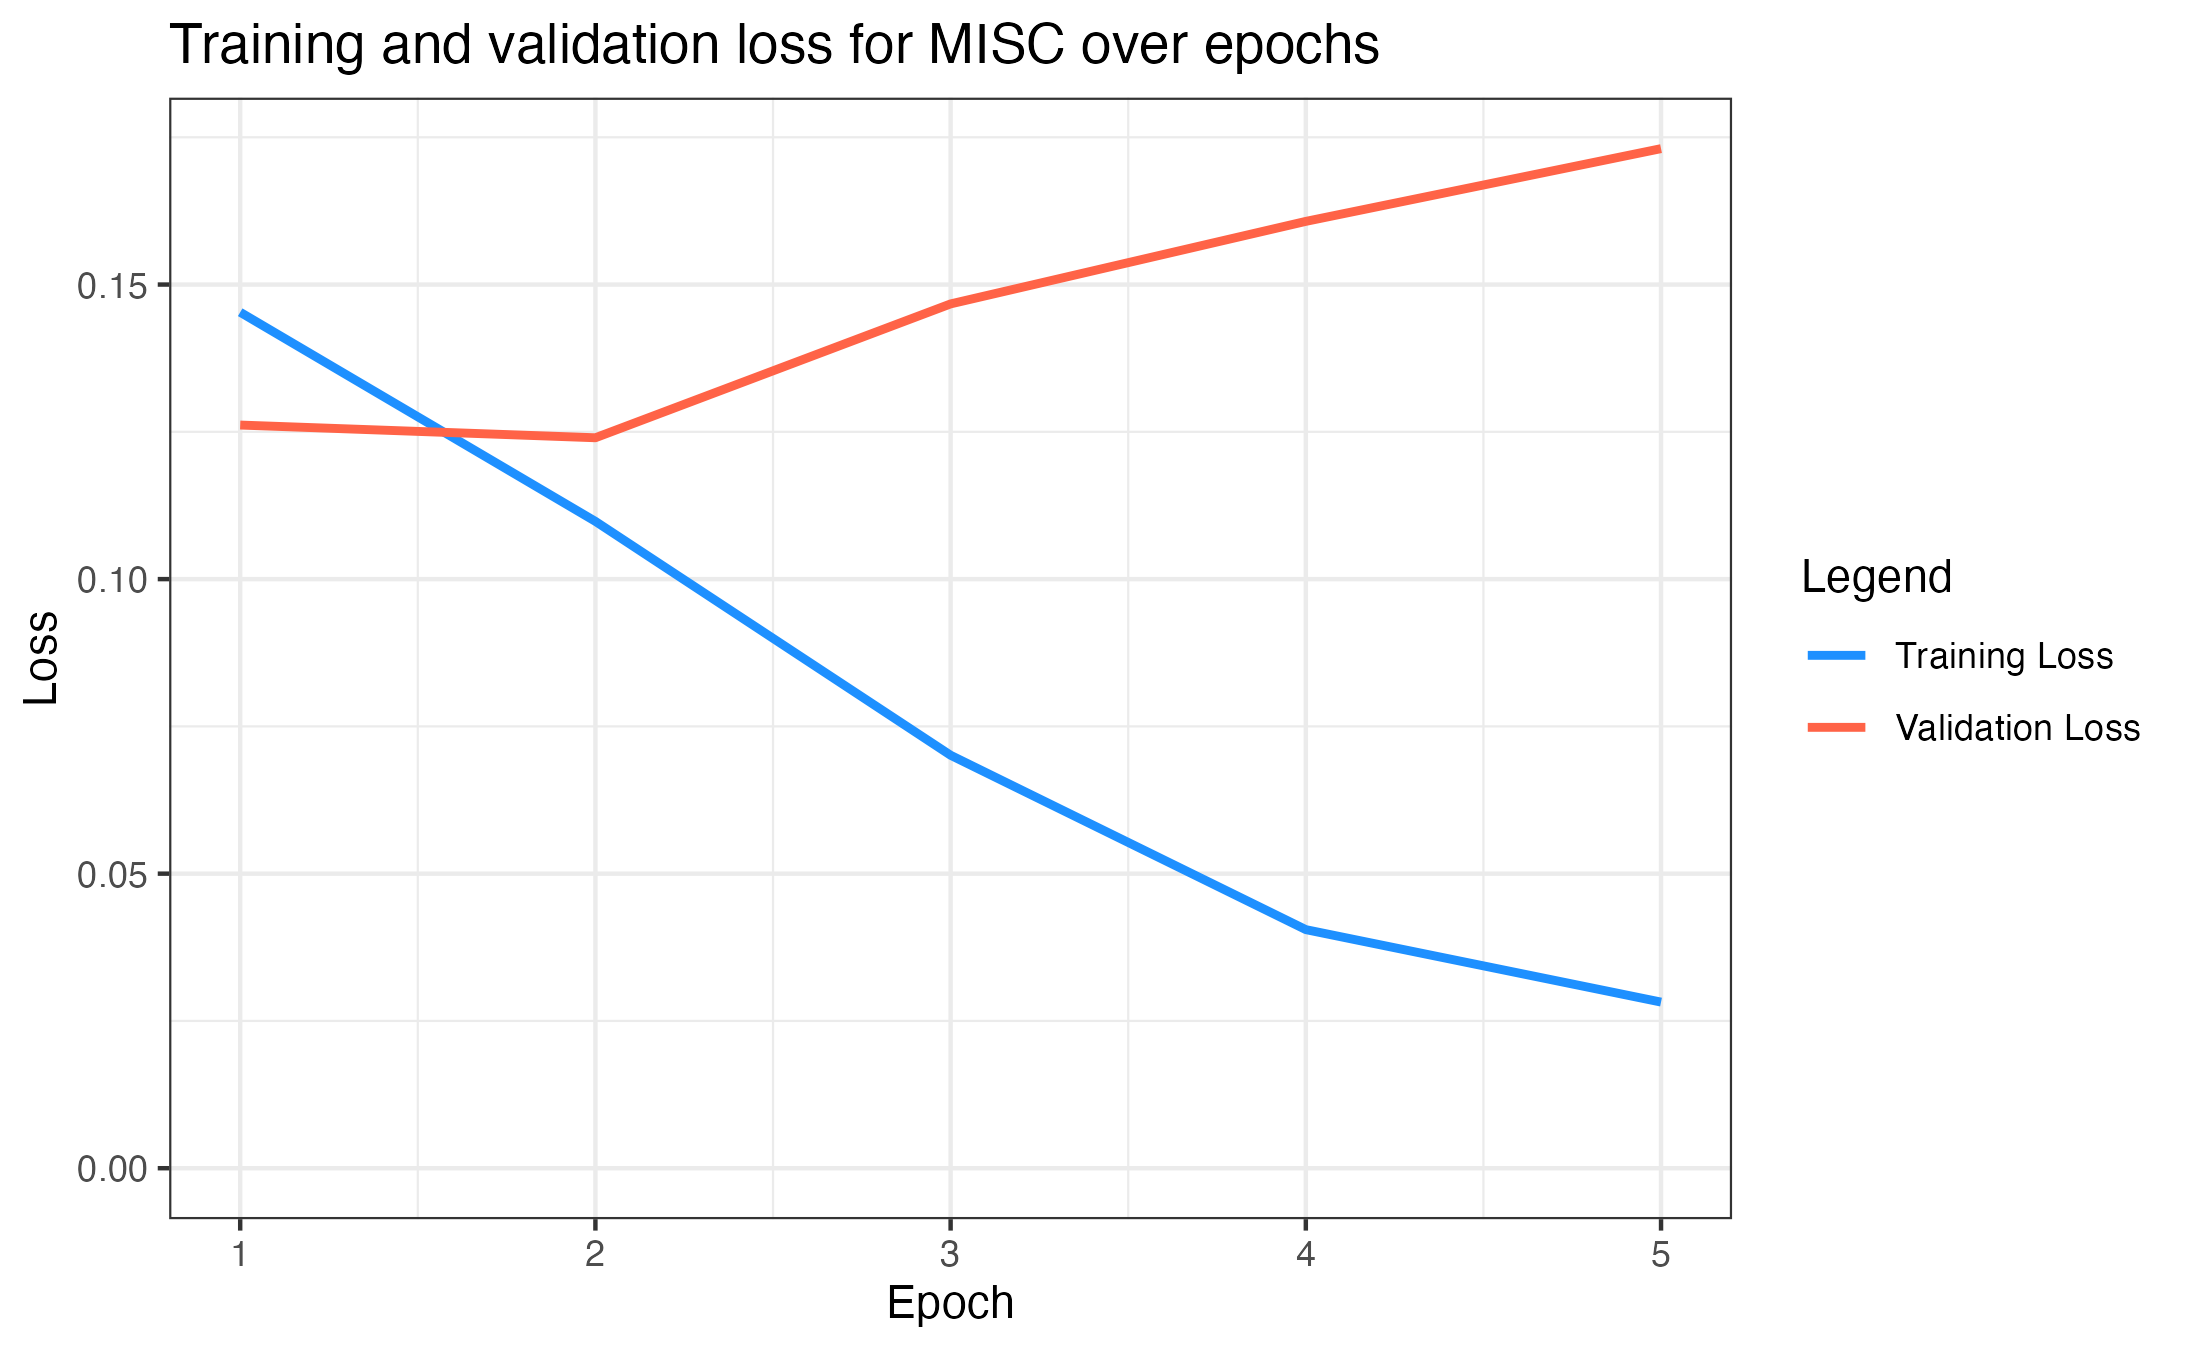 Training and validation loss for MISC over epochs
0.15
0.10
0.05
0.00
Loss
1 2 3 4 5
Epoch
Legend
Training Loss
Validation Loss